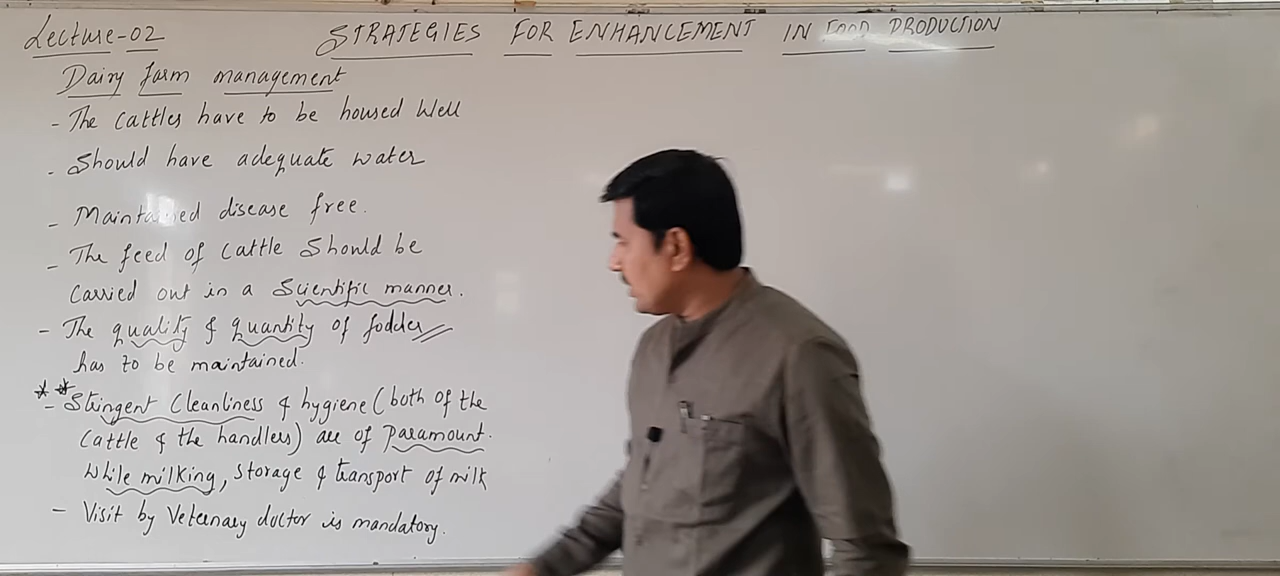 Lecture-02
STRATEGIES FOR ENHANCEMENT IN FOOD PRODUCTION
Dairy farm management
- The cattles have to be housed well
- Should have adequate water
- Maintained disease free.
- The feed of cattle should be
carried out in a scientific manner.
- The quality & quantity of fodder
has to be maintained.
- Stringent cleanliness & hygiene (both of the
cattle & the handlers) are of paramount.
while milking, storage & transport of milk
- Visit by Veternary doctor is mandatory.